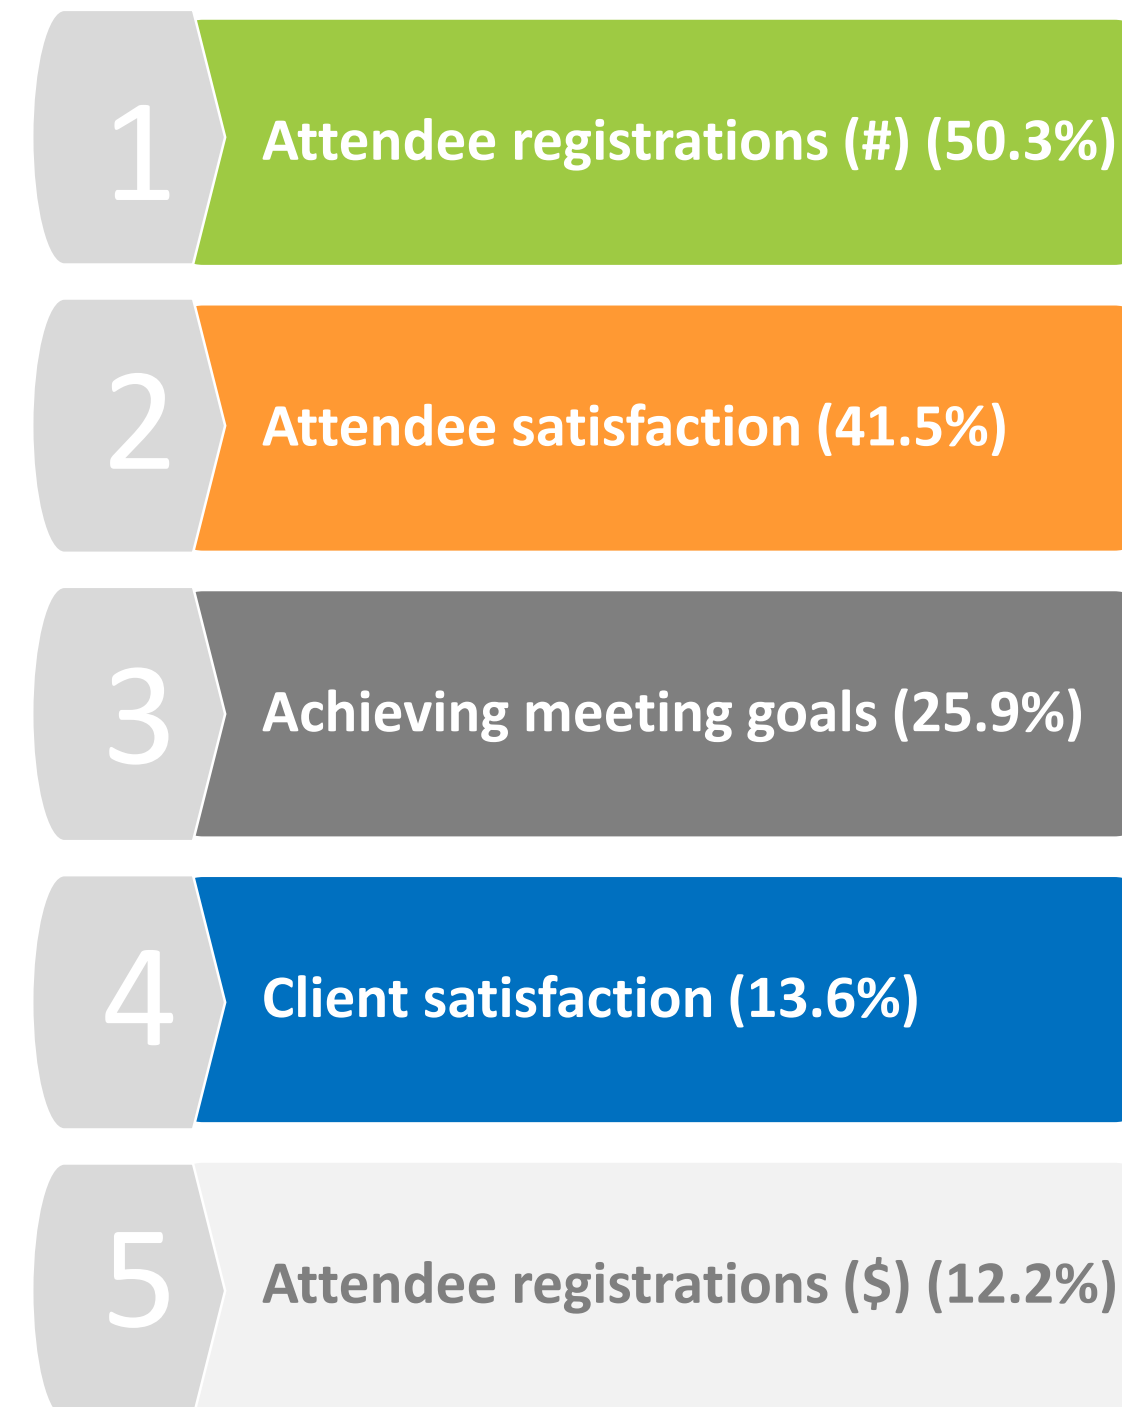 1
Attendee registrations (#) (50.3%)
2
Attendee satisfaction (41.5%)
3
Achieving meeting goals (25.9%)
4
Client satisfaction (13.6%)
5
Attendee registrations ($) (12.2%)